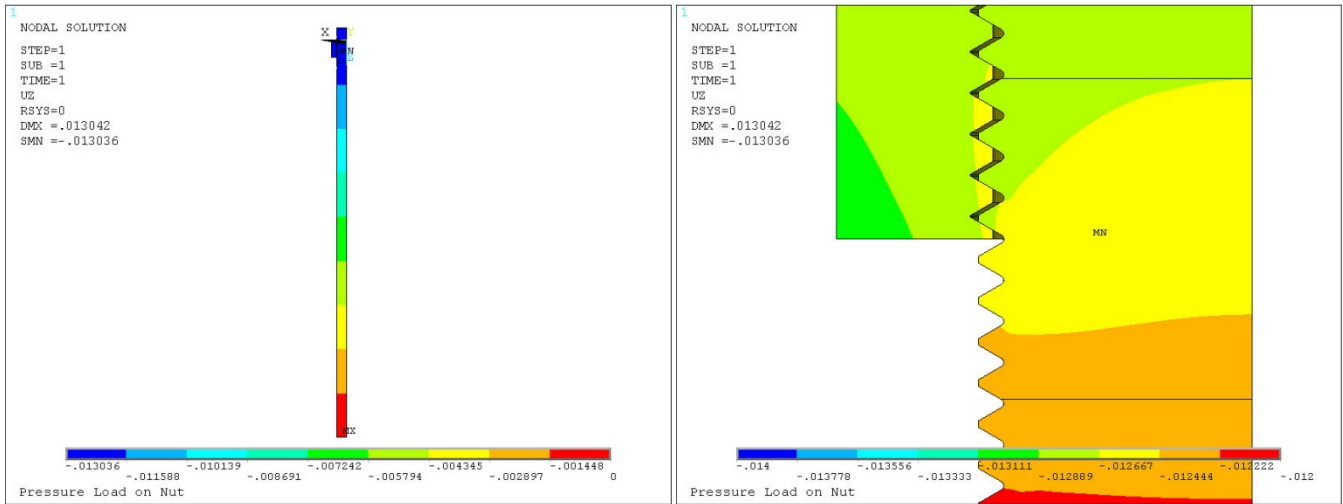 1
NODAL SOLUTION
STEP=1
SUB =1
TIME=1
UZ
RSYS=0
DMX =.013042
SMN =-.013036
X Y
MN
Z
MX
-.013036 -.010139 -.007242 -.004345 -.001448
-.011588 -.008691 -.005794 -.002897 0
Pressure Load on Nut
1
NODAL SOLUTION
STEP=1
SUB =1
TIME=1
UZ
RSYS=0
DMX =.013042
SMN =-.013036
MN
-.014 -.013556 -.013111 -.012667 -.012222
-.013778 -.013333 -.012889 -.012444 -.012
Pressure Load on Nut